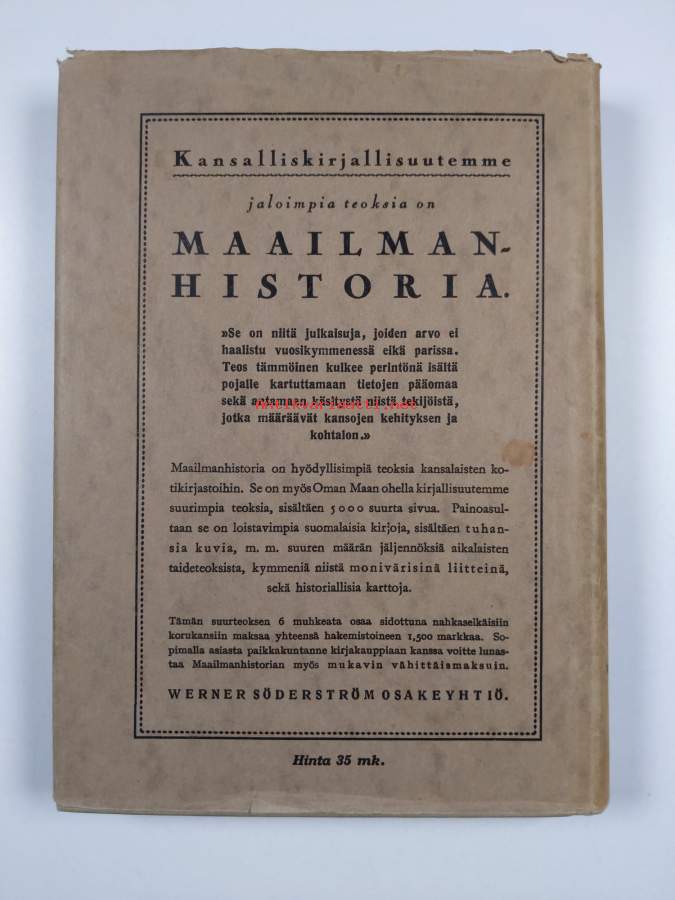 Kansalliskirjallisuutemme
jaloimpia teoksia on
MAAILMAN-
HISTORIA.
»Se on niitä julkaisuja, joiden arvo ei
haalistu vuosikymmenessä eikä parissa.
Teos tämmöinen kulkee perintönä isältä
pojalle kartuttamaan tietojen pääomaa
sekä antamaan käsitystä niistä tekijöistä,
Antikvariaatti.net
jotka määräävät kansojen kehityksen ja
kohtalon.»
Maailmanhistoria on hyödyllisimpiä teoksia kansalaisten ko-
tikirjastoihin. Se on myös Oman Maan ohella kirjallisuutemme
suurimpia teoksia, sisältäen 5000 suurta sivua. Painoasul-
taan se on loistavimpia suomalaisia kirjoja, sisältäen tuhan-
sia kuvia, m. m. suuren määrän jäljennöksiä aikalaisten
taideteoksista, kymmeniä niistä monivärisinä liitteinä,
sekä historiallisia karttoja.
Tämän suurteoksen 6 muhkeata osaa sidottuna nahkaselkäisiin
korukansiin maksaa yhteensä hakemistoineen 1,500 markkaa. So-
pimalla asiasta paikkakuntanne kirjakauppiaan kanssa voitte lunas-
taa Maailmanhistorian myös mukavin vähittäismaksuin.
WERNER SÖDERSTRÖM OSAKEYHTIÖ.
Hinta 35 mk.